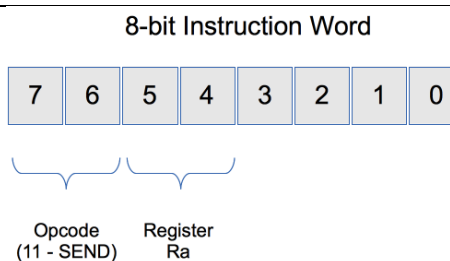 8-bit Instruction Word
7 6 5 4 3 2 1 0
Opcode Register
(11 - SEND) Ra